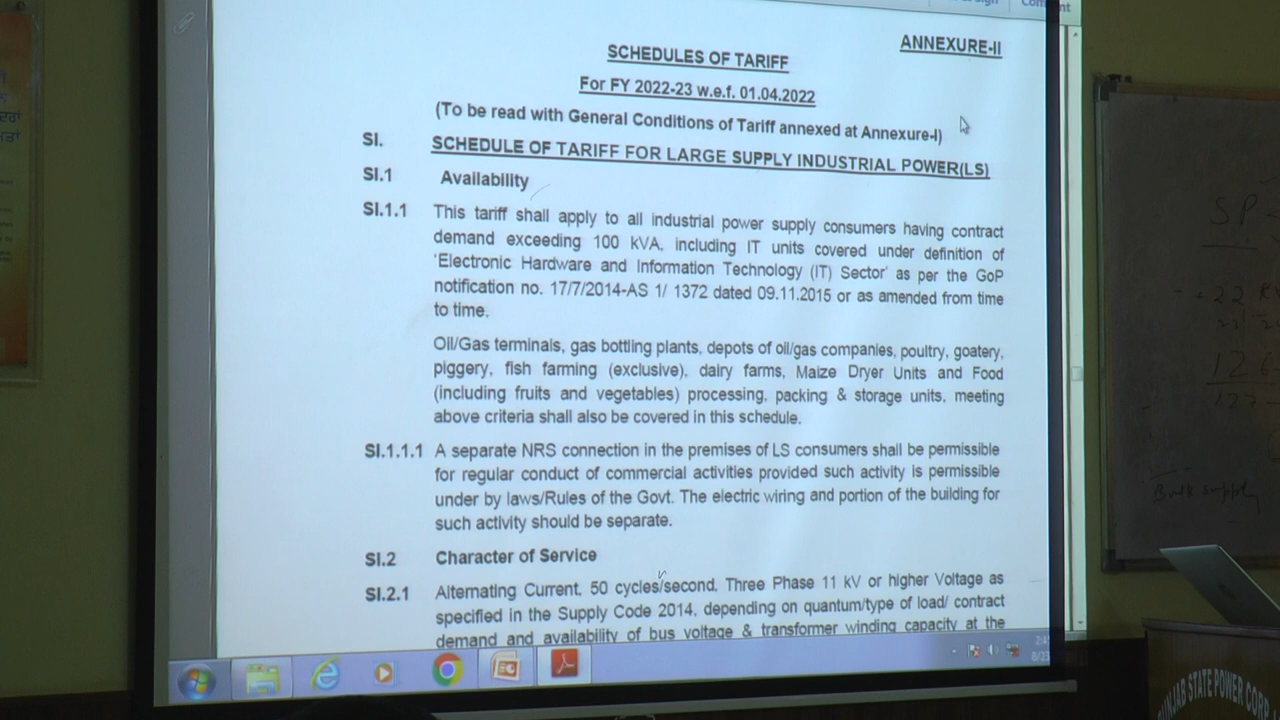 ANNEXURE-II
SCHEDULES OF TARIFF
For FY 2022-23 w.e.f. 01.04.2022
(To be read with General Conditions of Tariff annexed at Annexure-I)
SI. SCHEDULE OF TARIFF FOR LARGE SUPPLY INDUSTRIAL POWER(LS)
SI.1 Availability
SI.1.1 This tariff shall apply to all industrial power supply consumers having contract
demand exceeding 100 kVA, including IT units covered under definition of
'Electronic Hardware and Information Technology (IT) Sector' as per the GoP
notification no. 17/7/2014-AS 1/ 1372 dated 09.11.2015 or as amended from time
to time.
Oil/Gas terminals, gas bottling plants, depots of oil/gas companies, poultry, goatery,
piggery, fish farming (exclusive), dairy farms, Maize Dryer Units and Food
(including fruits and vegetables) processing, packing & storage units, meeting
above criteria shall also be covered in this schedule.
SI.1.1.1 A separate NRS connection in the premises of LS consumers shall be permissible
for regular conduct of commercial activities provided such activity is permissible
under by laws/Rules of the Govt. The electric wiring and portion of the building for
such activity should be separate.
SI.2 Character of Service
SI.2.1 Alternating Current, 50 cycles/second, Three Phase 11 kV or higher Voltage as
specified in the Supply Code 2014, depending on quantum/type of load/ contract
demand and availability of bus voltage & transformer winding capacity at the
SP
22
Bulk supply
STATE POWER CORP